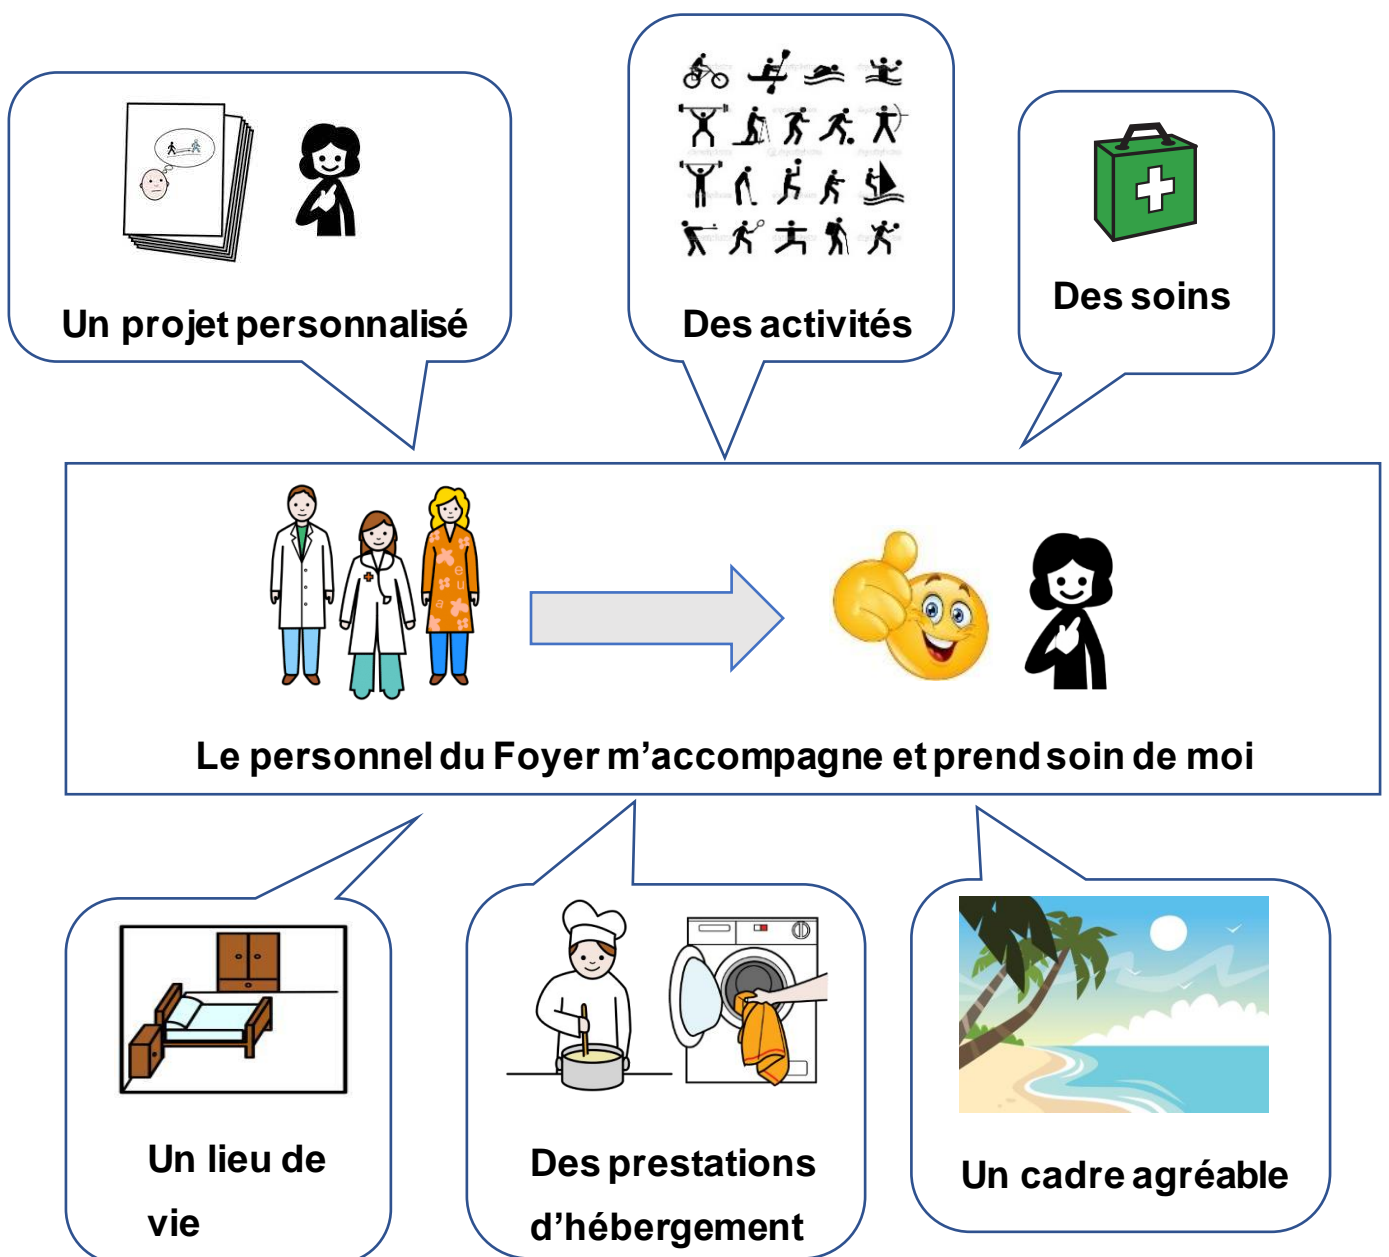 Un projet personnalisé
Des activités
Des soins
Le personnel du Foyer m’accompagne et prend soin de moi
Un lieu de
vie
Des prestations
d’hébergement
Un cadre agréable